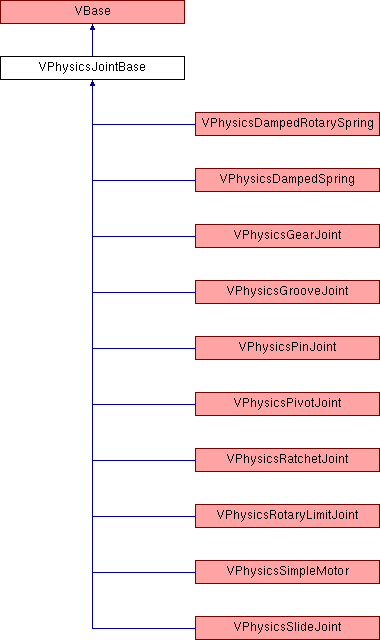 VBase
VPhysicsJointBase
VPhysicsDampedRotarySpring
VPhysicsDampedSpring
VPhysicsGearJoint
VPhysicsGrooveJoint
VPhysicsPinJoint
VPhysicsPivotJoint
VPhysicsRatchetJoint
VPhysicsRotaryLimitJoint
VPhysicsSimpleMotor
VPhysicsSlideJoint